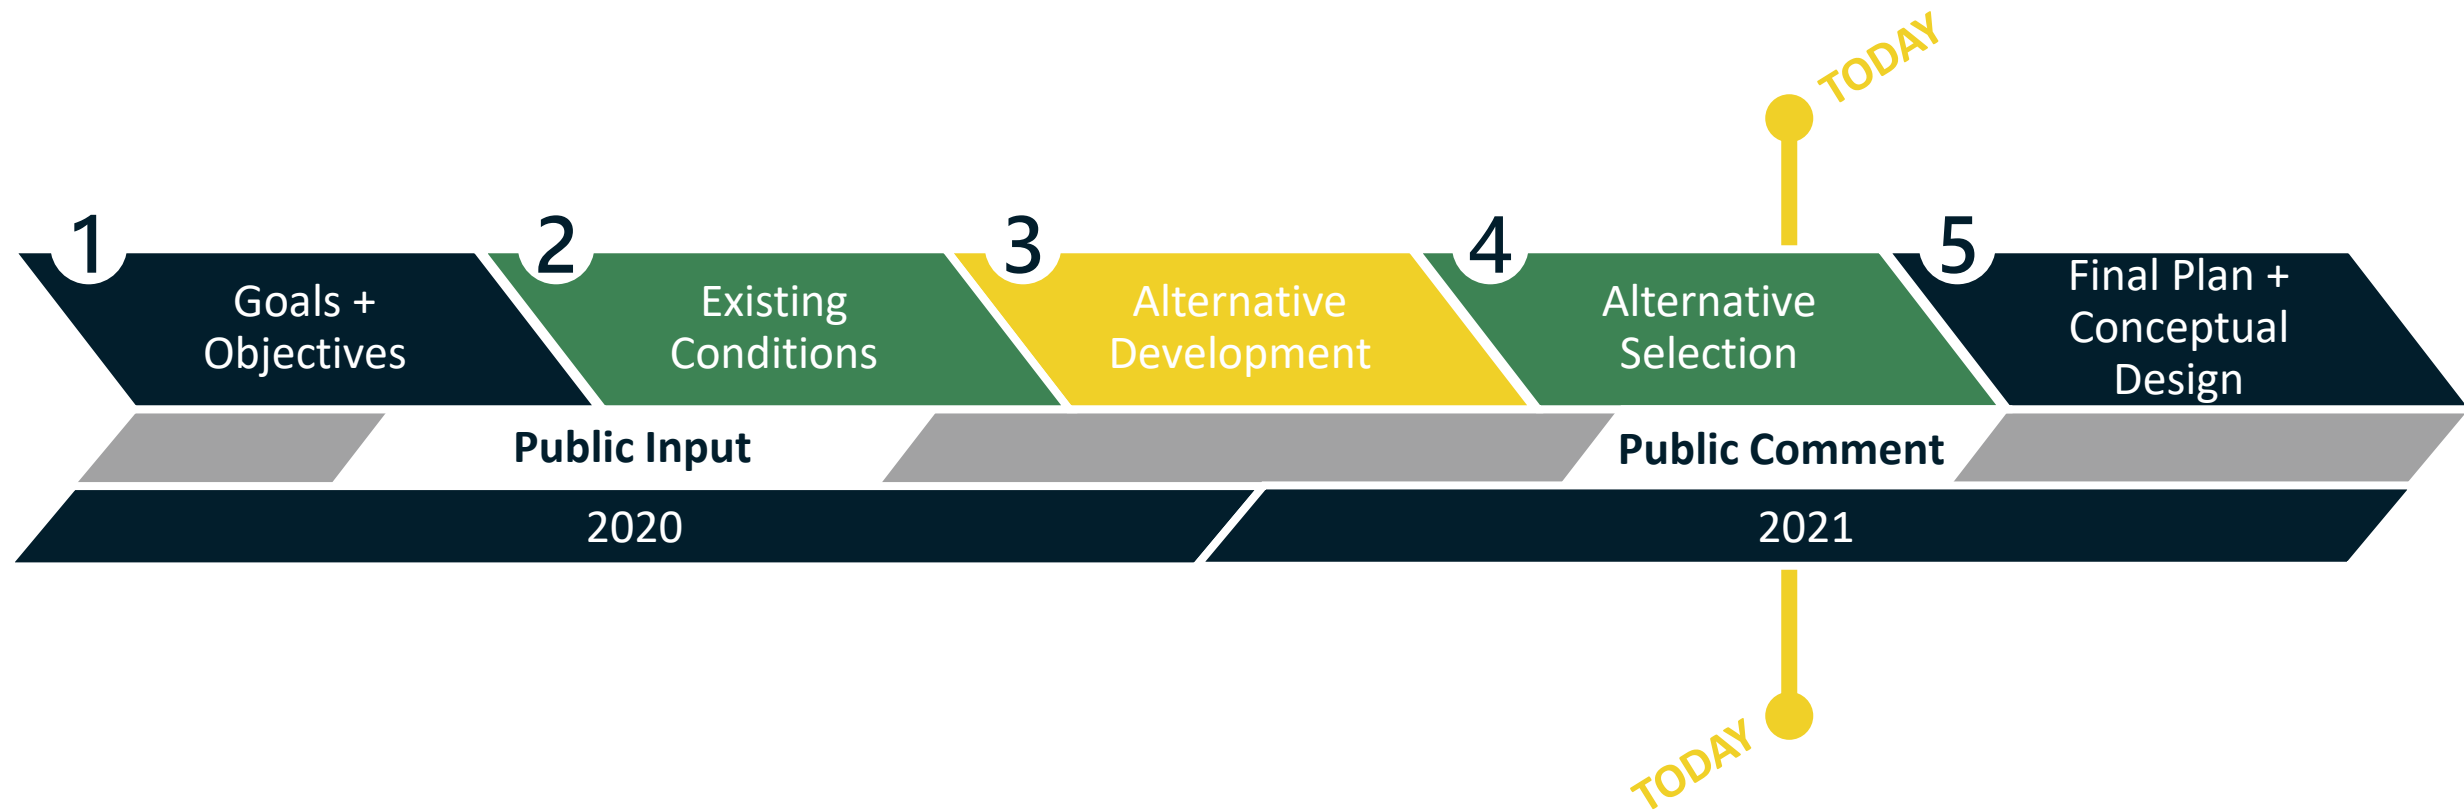 TODAY
1
Goals +
Objectives
2
Existing
Conditions
3
Alternative
Development
4
Alternative
Selection
5
Final Plan +
Conceptual
Design
Public Input
Public Comment
2020
2021
TODAY